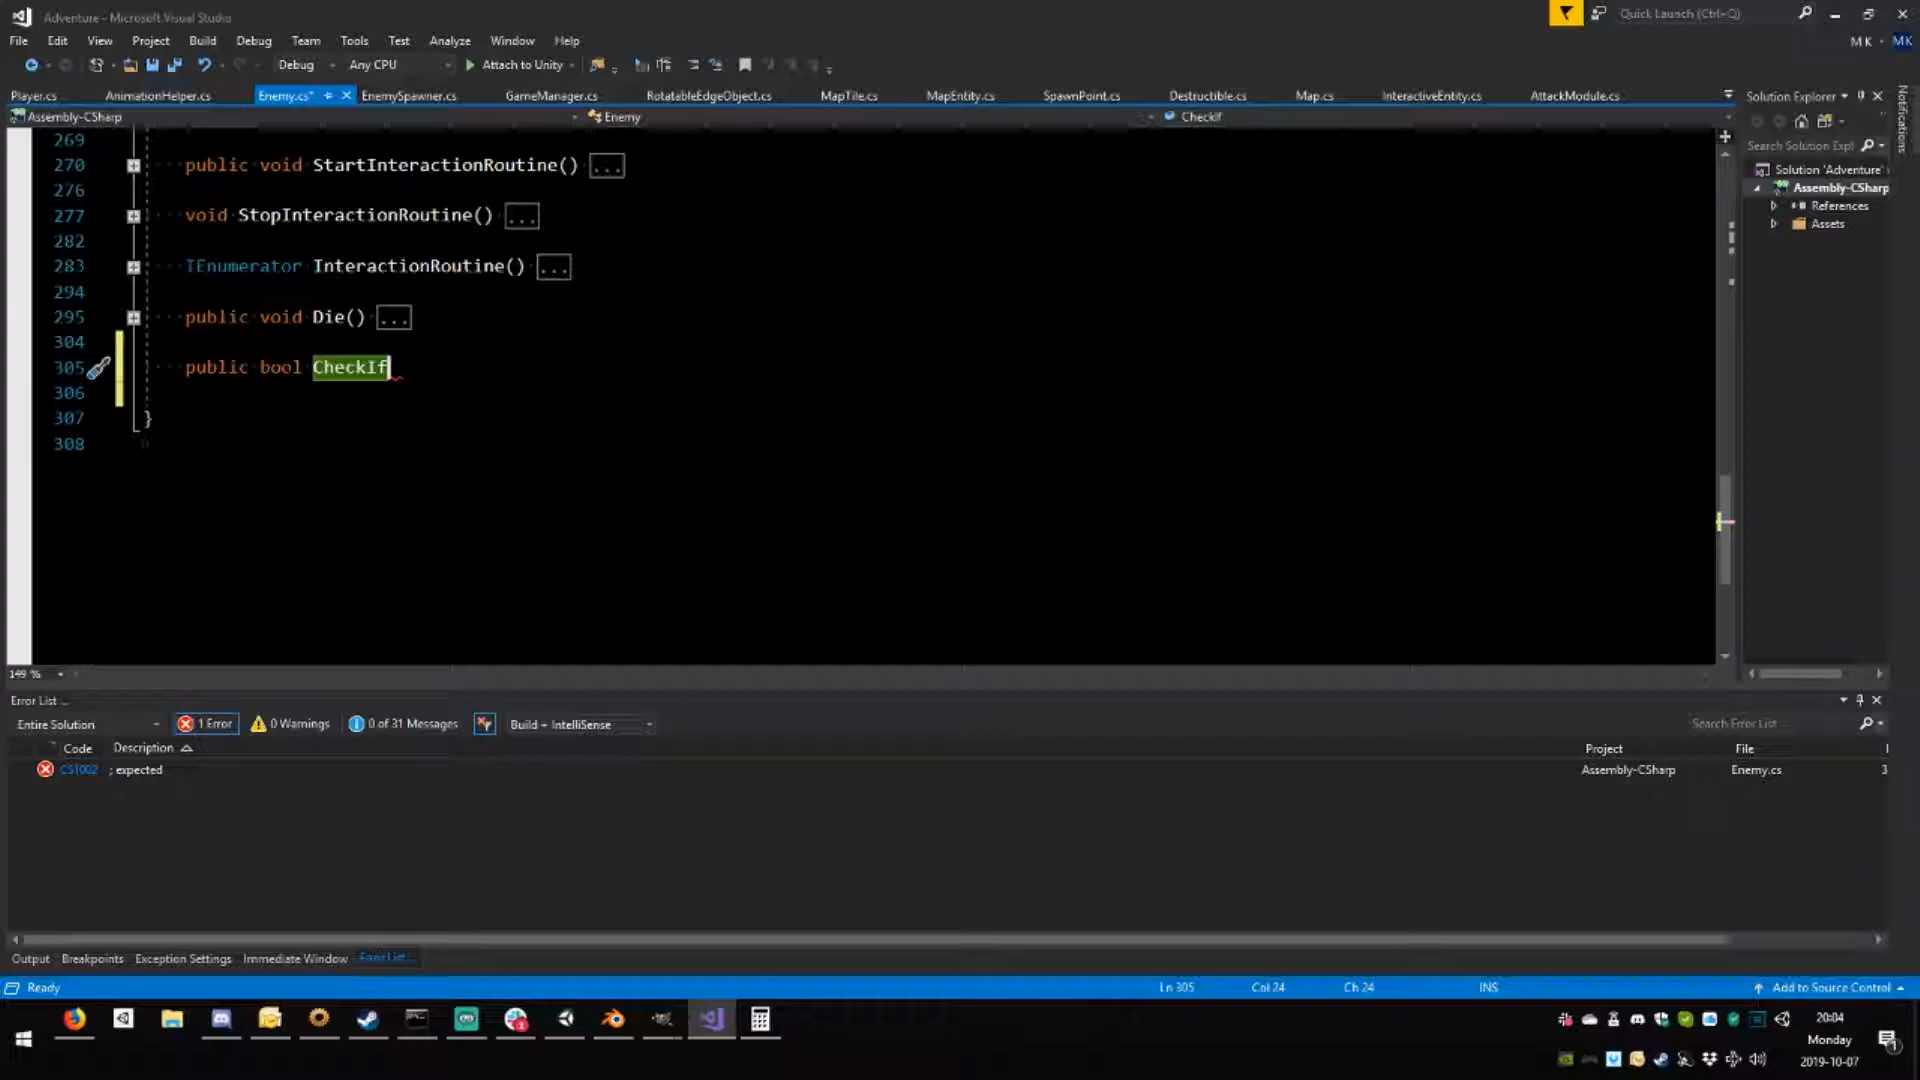 Adventure - Microsoft Visual Studio
Quick Launch (Ctrl+Q)
File Edit View Project Build Debug Team Tools Test Analyze Window Help
MK MK
Debug Any CPU Attach to Unity
Player.cs AnimationHelper.cs Enemy.cs* EnemySpawner.cs GameManager.cs RotatableEdgeObject.cs MapTile.cs MapEntity.cs SpawnPoint.cs Destructible.cs Map.cs InteractiveEntity.cs AttackModule.cs
Solution Explorer
Notifications
Assembly-CSharp Enemy CheckIf
Search Solution Expl
Solution 'Adventure'
Assembly-CSharp
References
Assets
269
270 public void StartInteractionRoutine() ...
276
277 void StopInteractionRoutine() ...
282
283 IEnumerator InteractionRoutine() ...
294
295 public void Die() ...
304
305 public bool CheckIf
306
307 }
308
149 %
Error List ...
Entire Solution 1 Error 0 Warnings 0 of 31 Messages Build + IntelliSense
Search Error List
Code Description Project File
CS1002 ; expected Assembly-CSharp Enemy.cs 3
Output Breakpoints Exception Settings Immediate Window Error List
Ready Ln 305 Col 24 Ch 24 INS Add to Source Control
20:04
Monday
2019-10-07